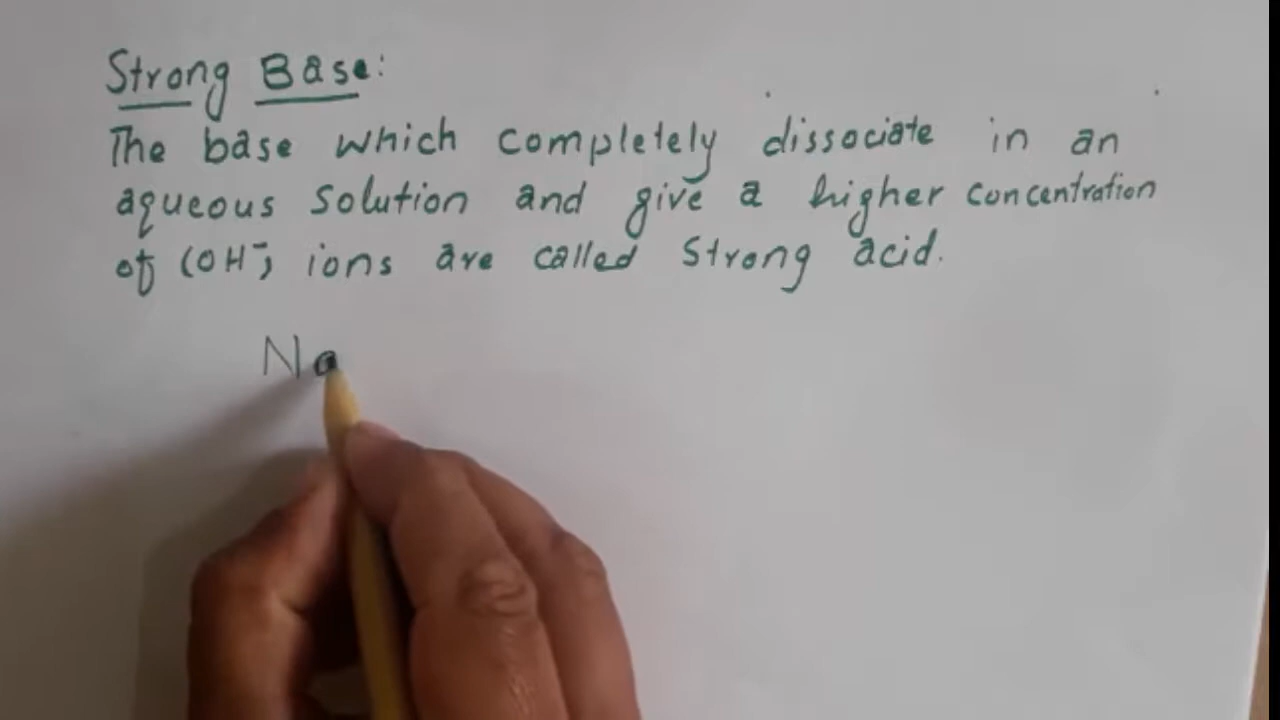 Strong Base:
The base which completely dissociate in an
aqueous solution and give a higher concentration
of (OH⁻) ions are called Strong acid.
Na